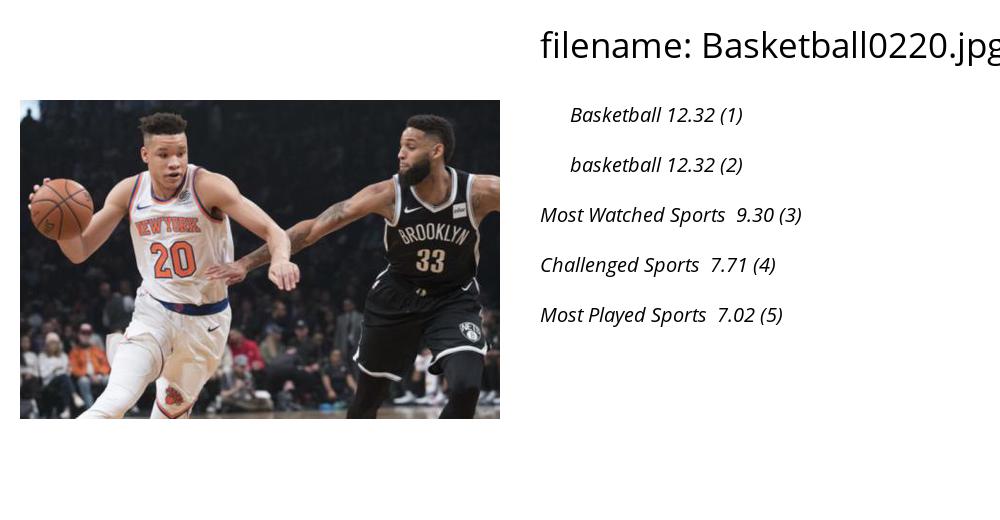 filename: Basketball0220.jpg
Basketball 12.32 (1)
basketball 12.32 (2)
Most Watched Sports 9.30 (3)
Challenged Sports 7.71 (4)
Most Played Sports 7.02 (5)
NEW YORK
20
BROOKLYN
33
NETS